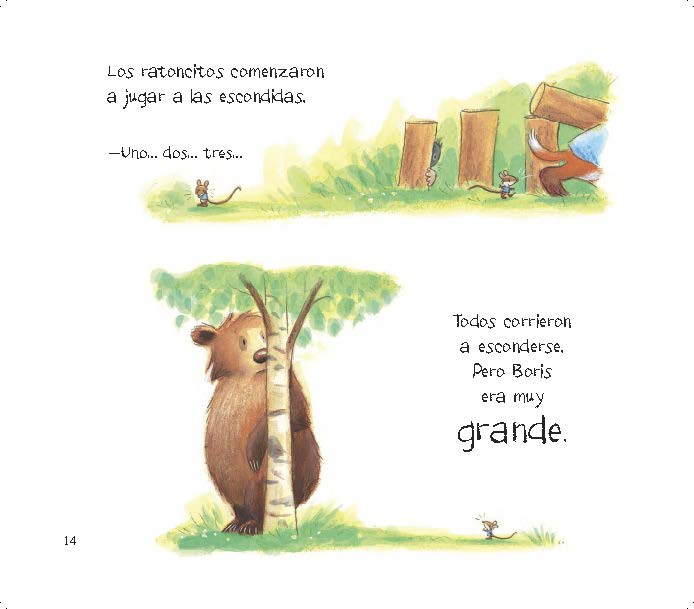 Los ratoncitos comenzaron
a jugar a las escondidas.
—Uno... dos... tres...
Todos corrieron
a esconderse.
Pero Boris
era muy
grande.
14